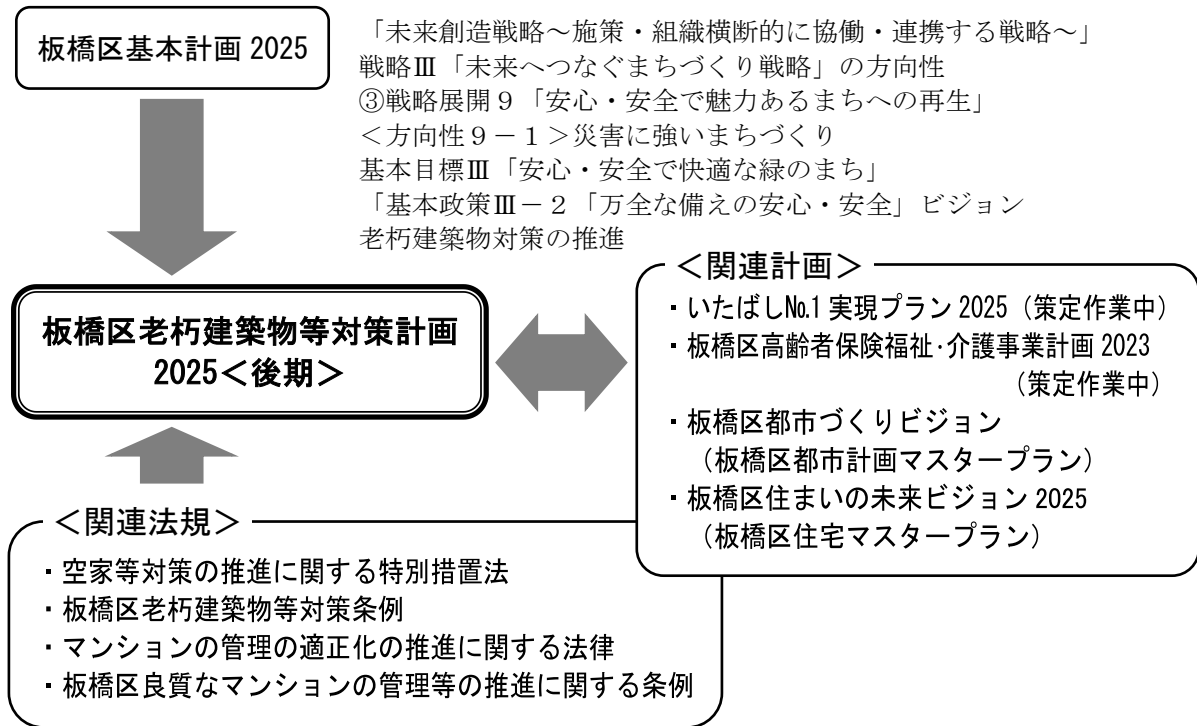 板橋区基本計画 2025
「未来創造戦略～施策・組織横断的に協働・連携する戦略～」
戦略Ⅲ「未来へつなぐまちづくり戦略」の方向性
③戦略展開９「安心・安全で魅力あるまちへの再生」
＜方向性９－１＞災害に強いまちづくり
基本目標Ⅲ「安心・安全で快適な緑のまち」
「基本政策Ⅲ－２「万全な備えの安心・安全」ビジョン
老朽建築物対策の推進
板橋区老朽建築物等対策計画
2025＜後期＞
＜関連計画＞
・いたばし№1 実現プラン 2025（策定作業中）
・板橋区高齢者保険福祉･介護事業計画 2023
（策定作業中）
・板橋区都市づくりビジョン
（板橋区都市計画マスタープラン）
・板橋区住まいの未来ビジョン 2025
（板橋区住宅マスタープラン）
＜関連法規＞
・空家等対策の推進に関する特別措置法
・板橋区老朽建築物等対策条例
・マンションの管理の適正化の推進に関する法律
・板橋区良質なマンションの管理等の推進に関する条例